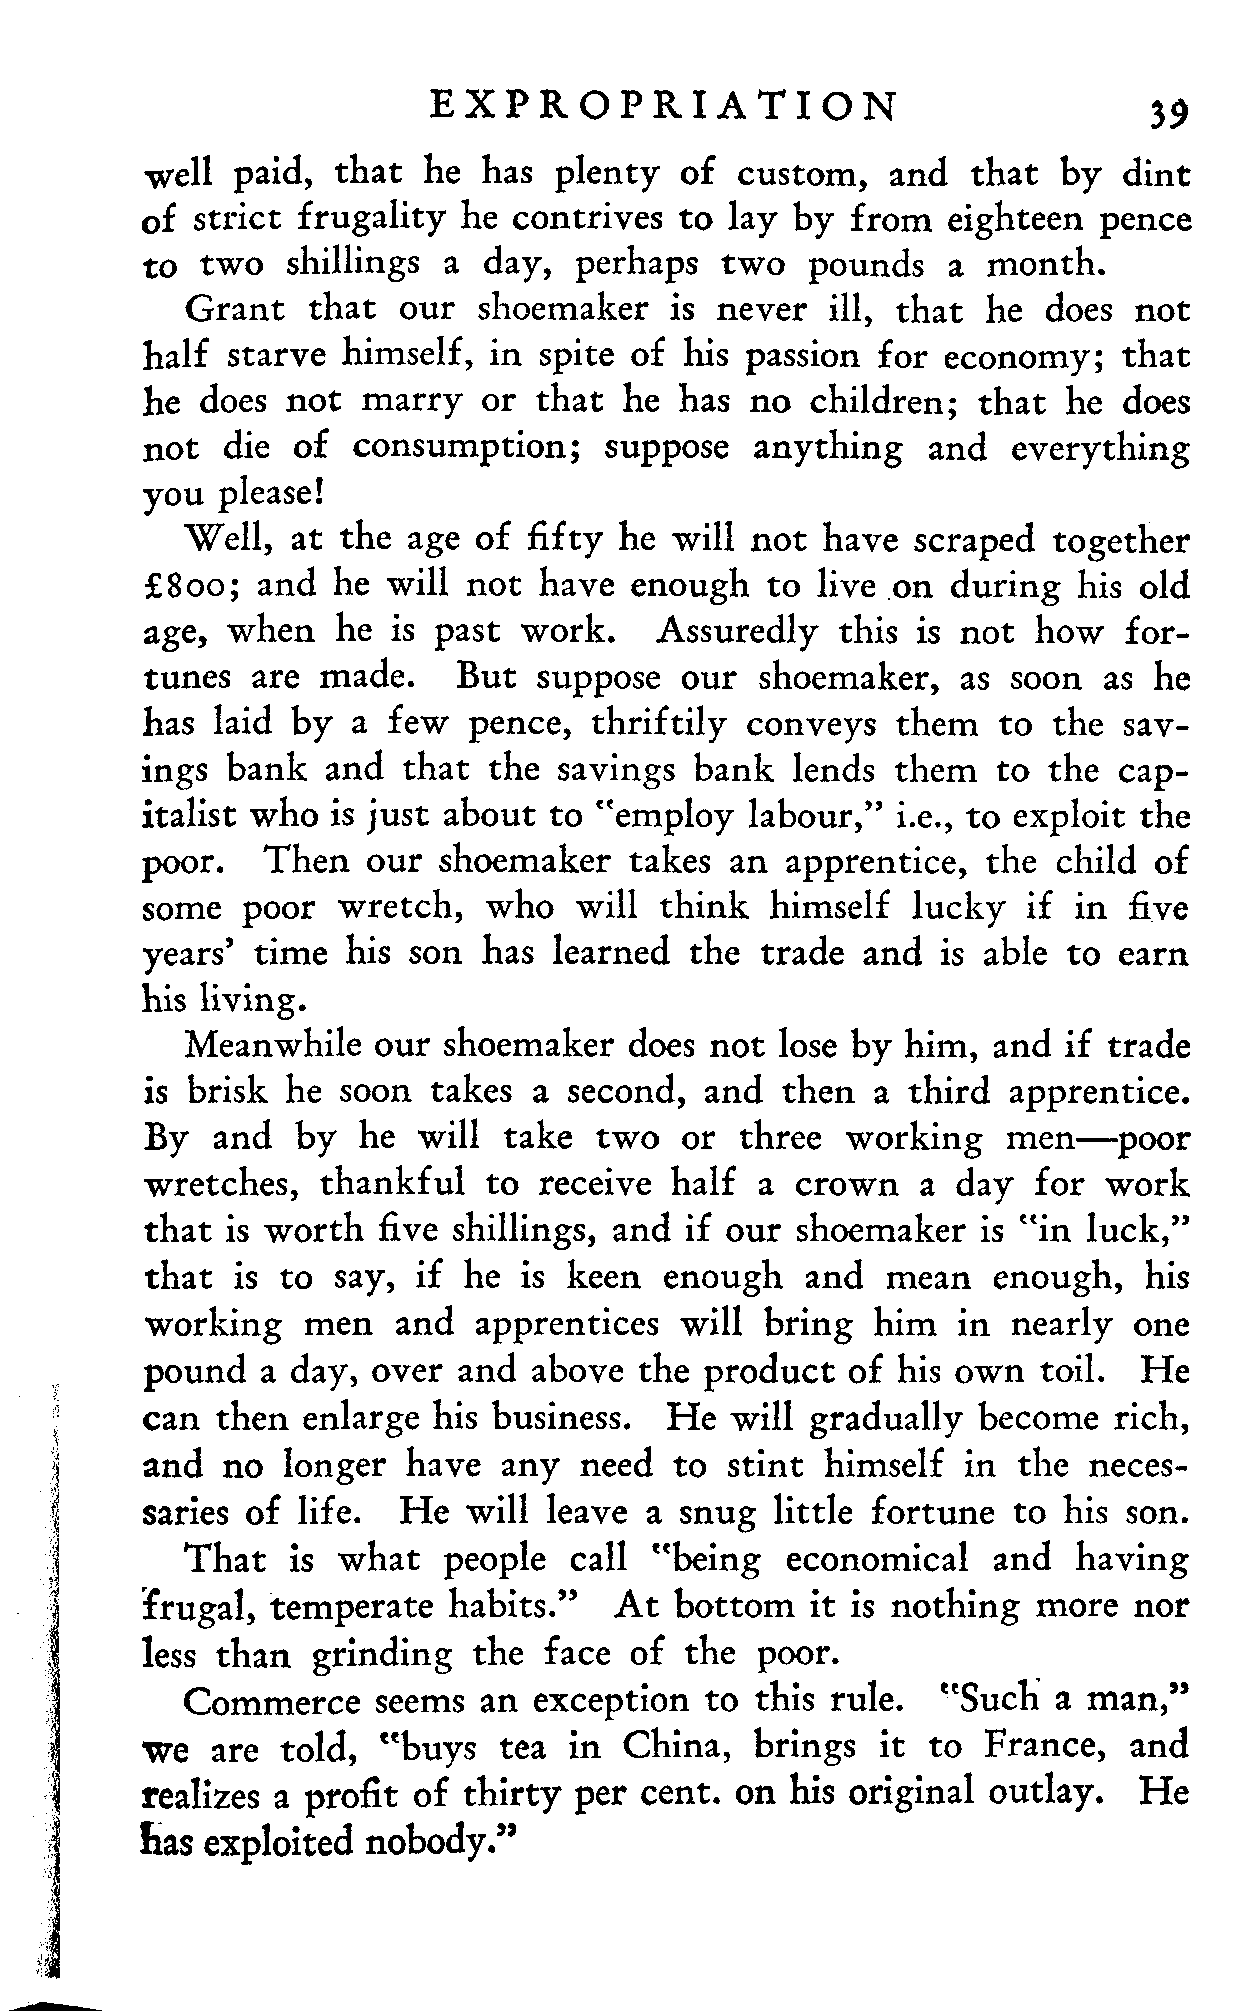 EXPROPRIATION 39
well paid, that he has plenty of custom, and that by dint
of strict frugality he contrives to lay by from eighteen pence
to two shillings a day, perhaps two pounds a month.
Grant that our shoemaker is never ill, that he does not
half starve himself, in spite of his passion for economy; that
he does not marry or that he has no children; that he does
not die of consumption; suppose anything and everything
you please!
Well, at the age of fifty he will not have scraped together
£800; and he will not have enough to live on during his old
age, when he is past work. Assuredly this is not how for-
tunes are made. But suppose our shoemaker, as soon as he
has laid by a few pence, thriftily conveys them to the sav-
ings bank and that the savings bank lends them to the cap-
italist who is just about to "employ labour," i.e., to exploit the
poor. Then our shoemaker takes an apprentice, the child of
some poor wretch, who will think himself lucky if in five
years' time his son has learned the trade and is able to earn
his living.
Meanwhile our shoemaker does not lose by him, and if trade
is brisk he soon takes a second, and then a third apprentice.
By and by he will take two or three working men—poor
wretches, thankful to receive half a crown a day for work
that is worth five shillings, and if our shoemaker is "in luck,"
that is to say, if he is keen enough and mean enough, his
working men and apprentices will bring him in nearly one
pound a day, over and above the product of his own toil. He
can then enlarge his business. He will gradually become rich,
and no longer have any need to stint himself in the neces-
saries of life. He will leave a snug little fortune to his son.
That is what people call "being economical and having
frugal, temperate habits." At bottom it is nothing more nor
less than grinding the face of the poor.
Commerce seems an exception to this rule. "Such a man,"
we are told, "buys tea in China, brings it to France, and
realizes a profit of thirty per cent. on his original outlay. He
has exploited nobody."